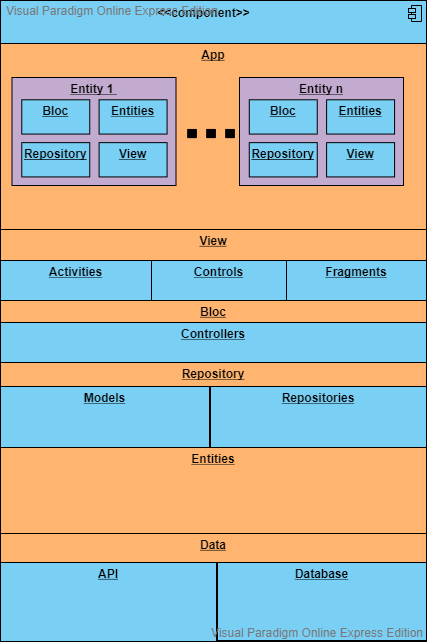 Visual Paradigm Online Express Edition
<<component>>
App
Entity 1
Entity n
Bloc
Entities
Bloc
Entities
Repository
View
Repository
View
View
Activities
Controls
Fragments
Bloc
Controllers
Repository
Models
Repositories
Entities
Data
API
Database
Visual Paradigm Online Express Edition